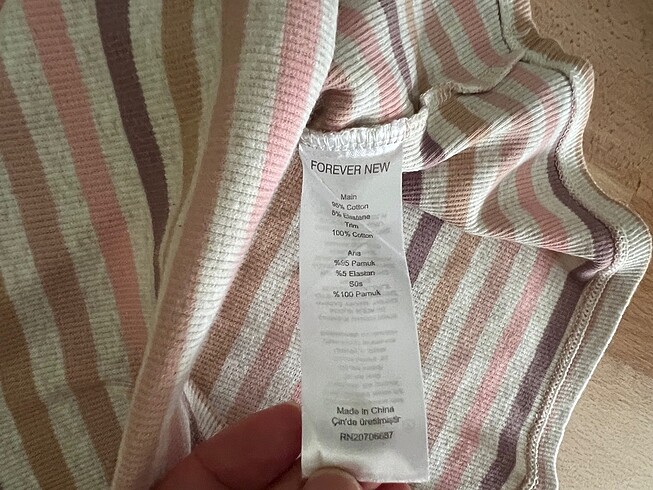 FOREVER NEW
Main
95% Cotton
5% Elastane
Trim
100% Cotton
Ana
%95 Pamuk
%5 Elastan
Süs
%100 Pamuk
Made in China
Çin'de üretilmiştir
RN20706687